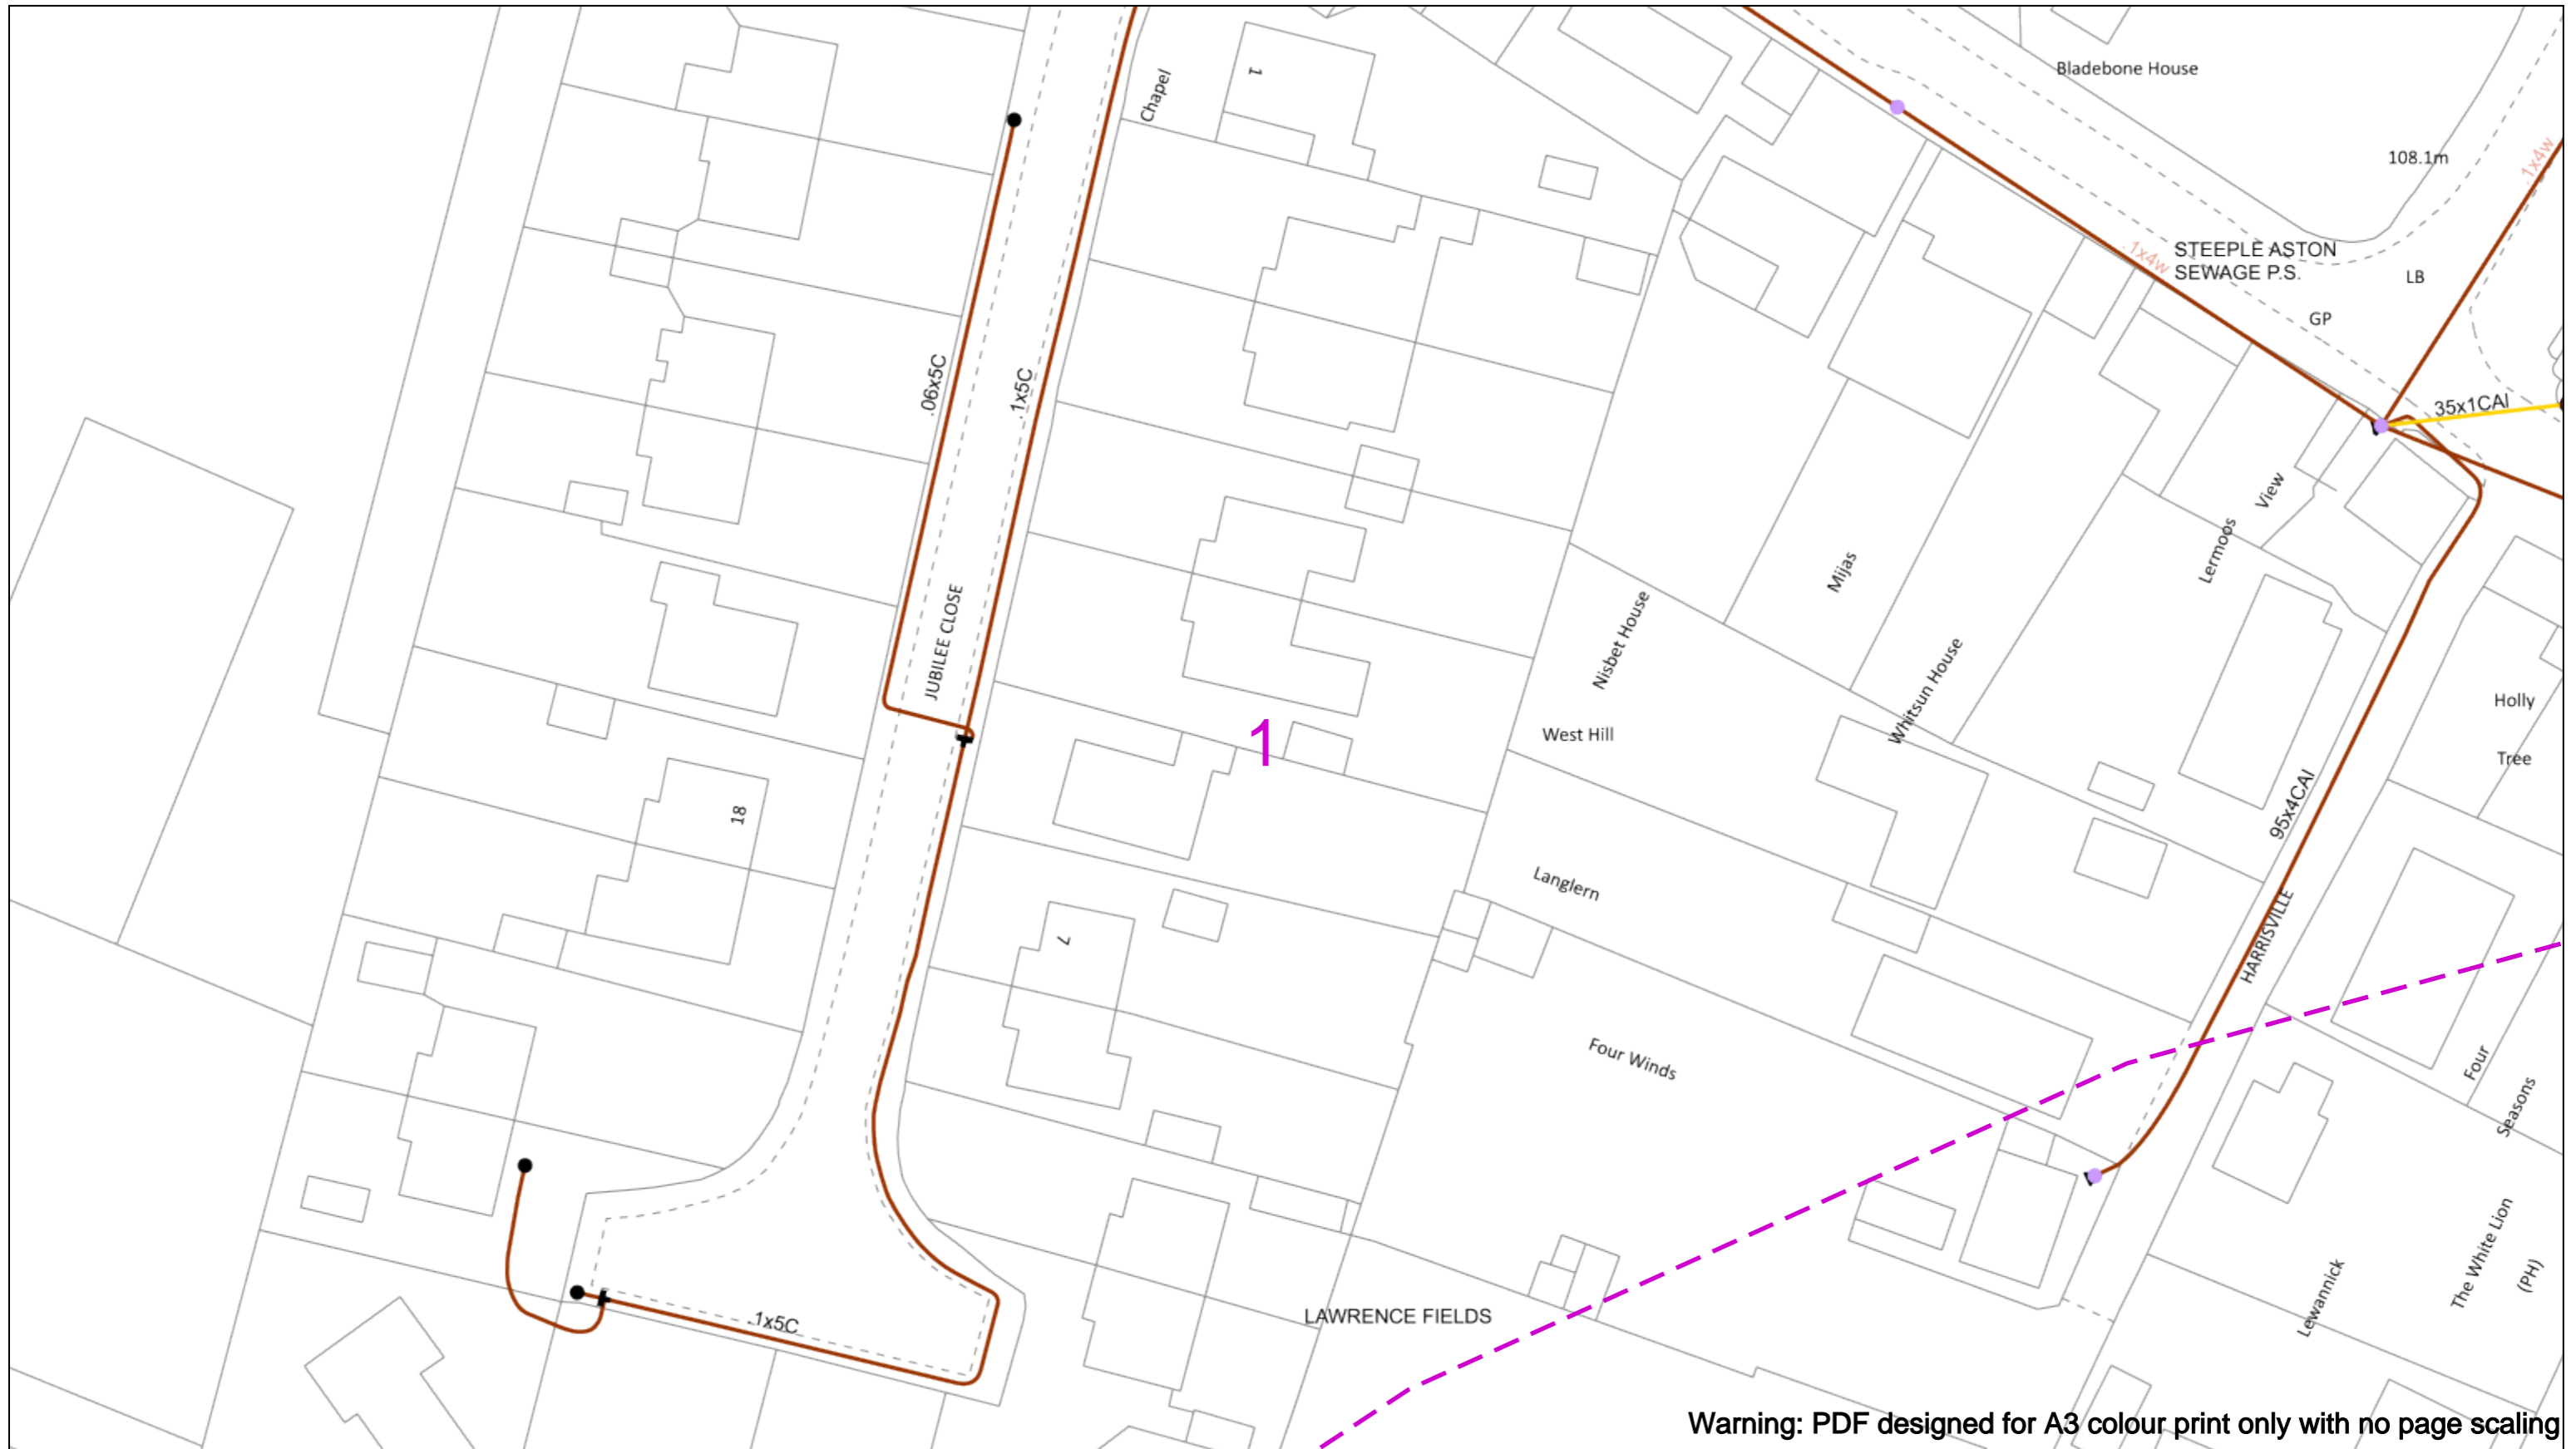 Bladebone House
Chapel
1
108.1m
.1x4w
.1x4w
STEEPLE ASTON
SEWAGE P.S.
LB
GP
.06x5C
.1x5C
35x1CAl
View
Lermoos
Mijas
Nisbet House
JUBILEE CLOSE
Whitsun House
Holly
Tree
West Hill
1
95x4CAl
18
Langlern
7
HARRISVILLE
Four Winds
Four
Seasons
The White Lion
(PH)
Lewannick
LAWRENCE FIELDS
.1x5C
Warning: PDF designed for A3 colour print only with no page scaling